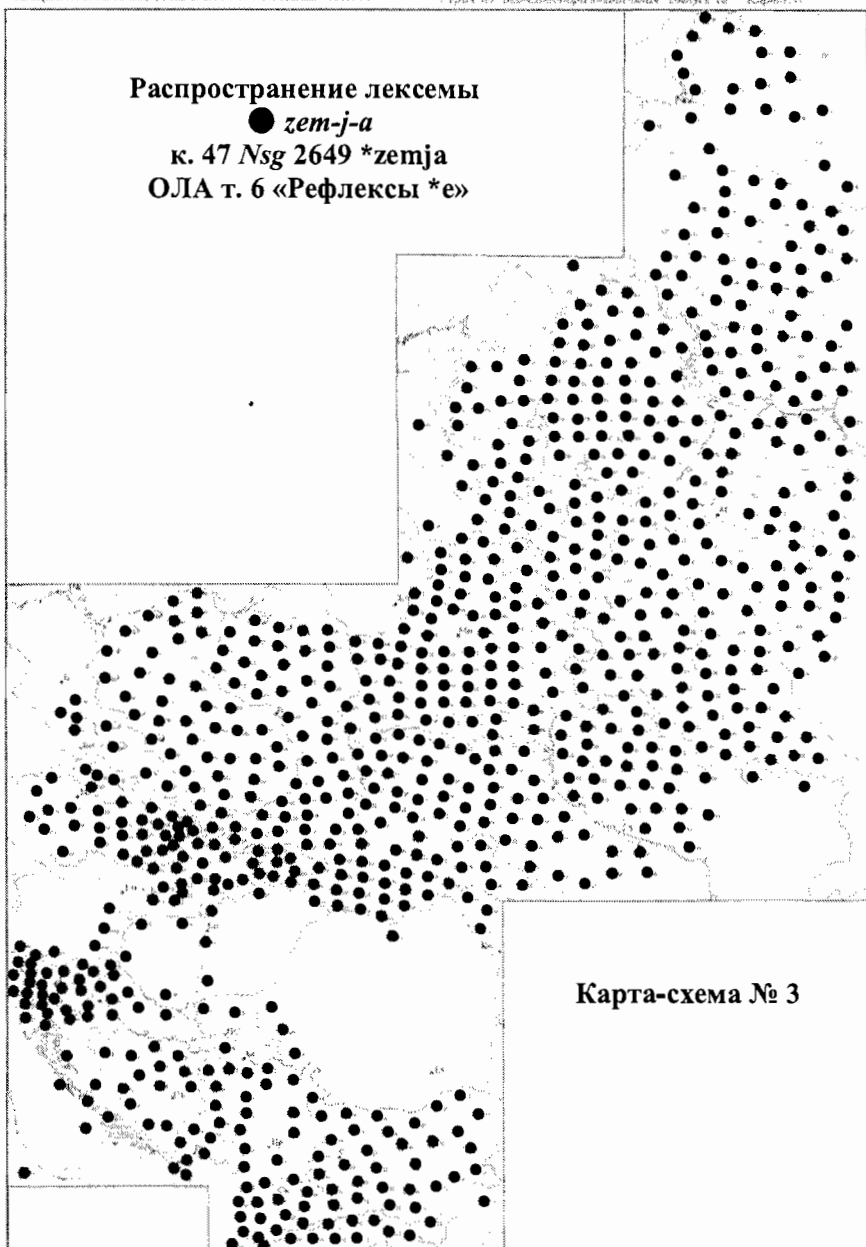 Распространение лексемы
● zem-j-a
к. 47 Nsg 2649 *zemja
ОЛА т. 6 «Рефлексы *е»
Карта-схема № 3